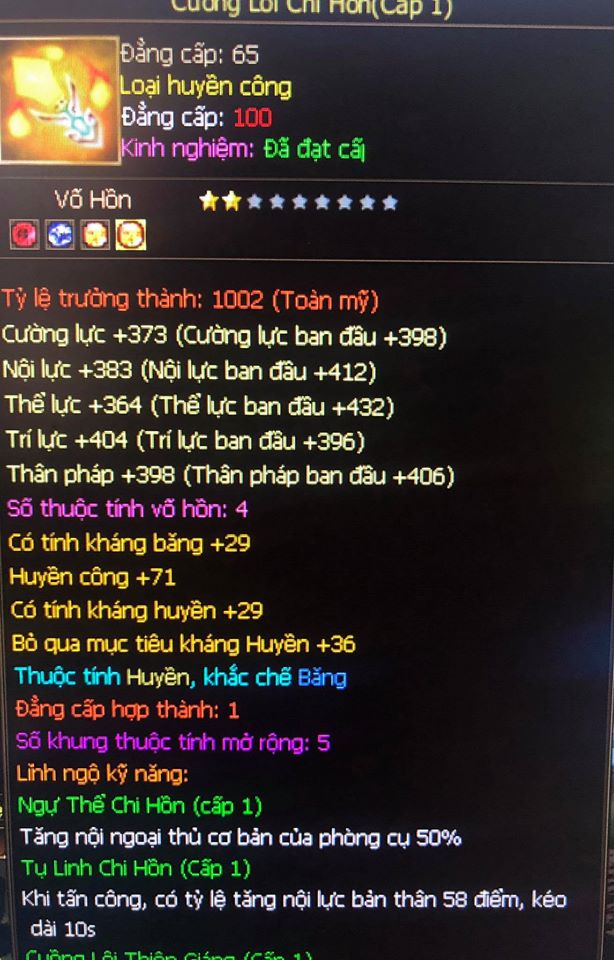 Cuồng Lôi Chi Hồn(Cấp 1)
Đẳng cấp: 65
Loại huyền công
Đẳng cấp: 100
Kinh nghiệm: Đã đạt cấ
Võ Hồn
Tỷ lệ trưởng thành: 1002 (Toàn mỹ)
Cường lực +373 (Cường lực ban đầu +398)
Nội lực +383 (Nội lực ban đầu +412)
Thể lực +364 (Thể lực ban đầu +432)
Trí lực +404 (Trí lực ban đầu +396)
Thân pháp +398 (Thân pháp ban đầu +406)
Số thuộc tính võ hồn: 4
Có tính kháng băng +29
Huyền công +71
Có tính kháng huyền +29
Bỏ qua mục tiêu kháng Huyền +36
Thuộc tính Huyền, khắc chế Băng
Đẳng cấp hợp thành: 1
Số khung thuộc tính mở rộng: 5
Lĩnh ngộ kỹ năng:
Ngự Thể Chi Hồn (cấp 1)
Tăng nội ngoại thủ cơ bản của phòng cụ 50%
Tụ Linh Chi Hồn (Cấp 1)
Khi tấn công, có tỷ lệ tăng nội lực bản thân 58 điểm, kéo
dài 10s
Cuồng Lôi Thiên Giáng (Cấp 1)